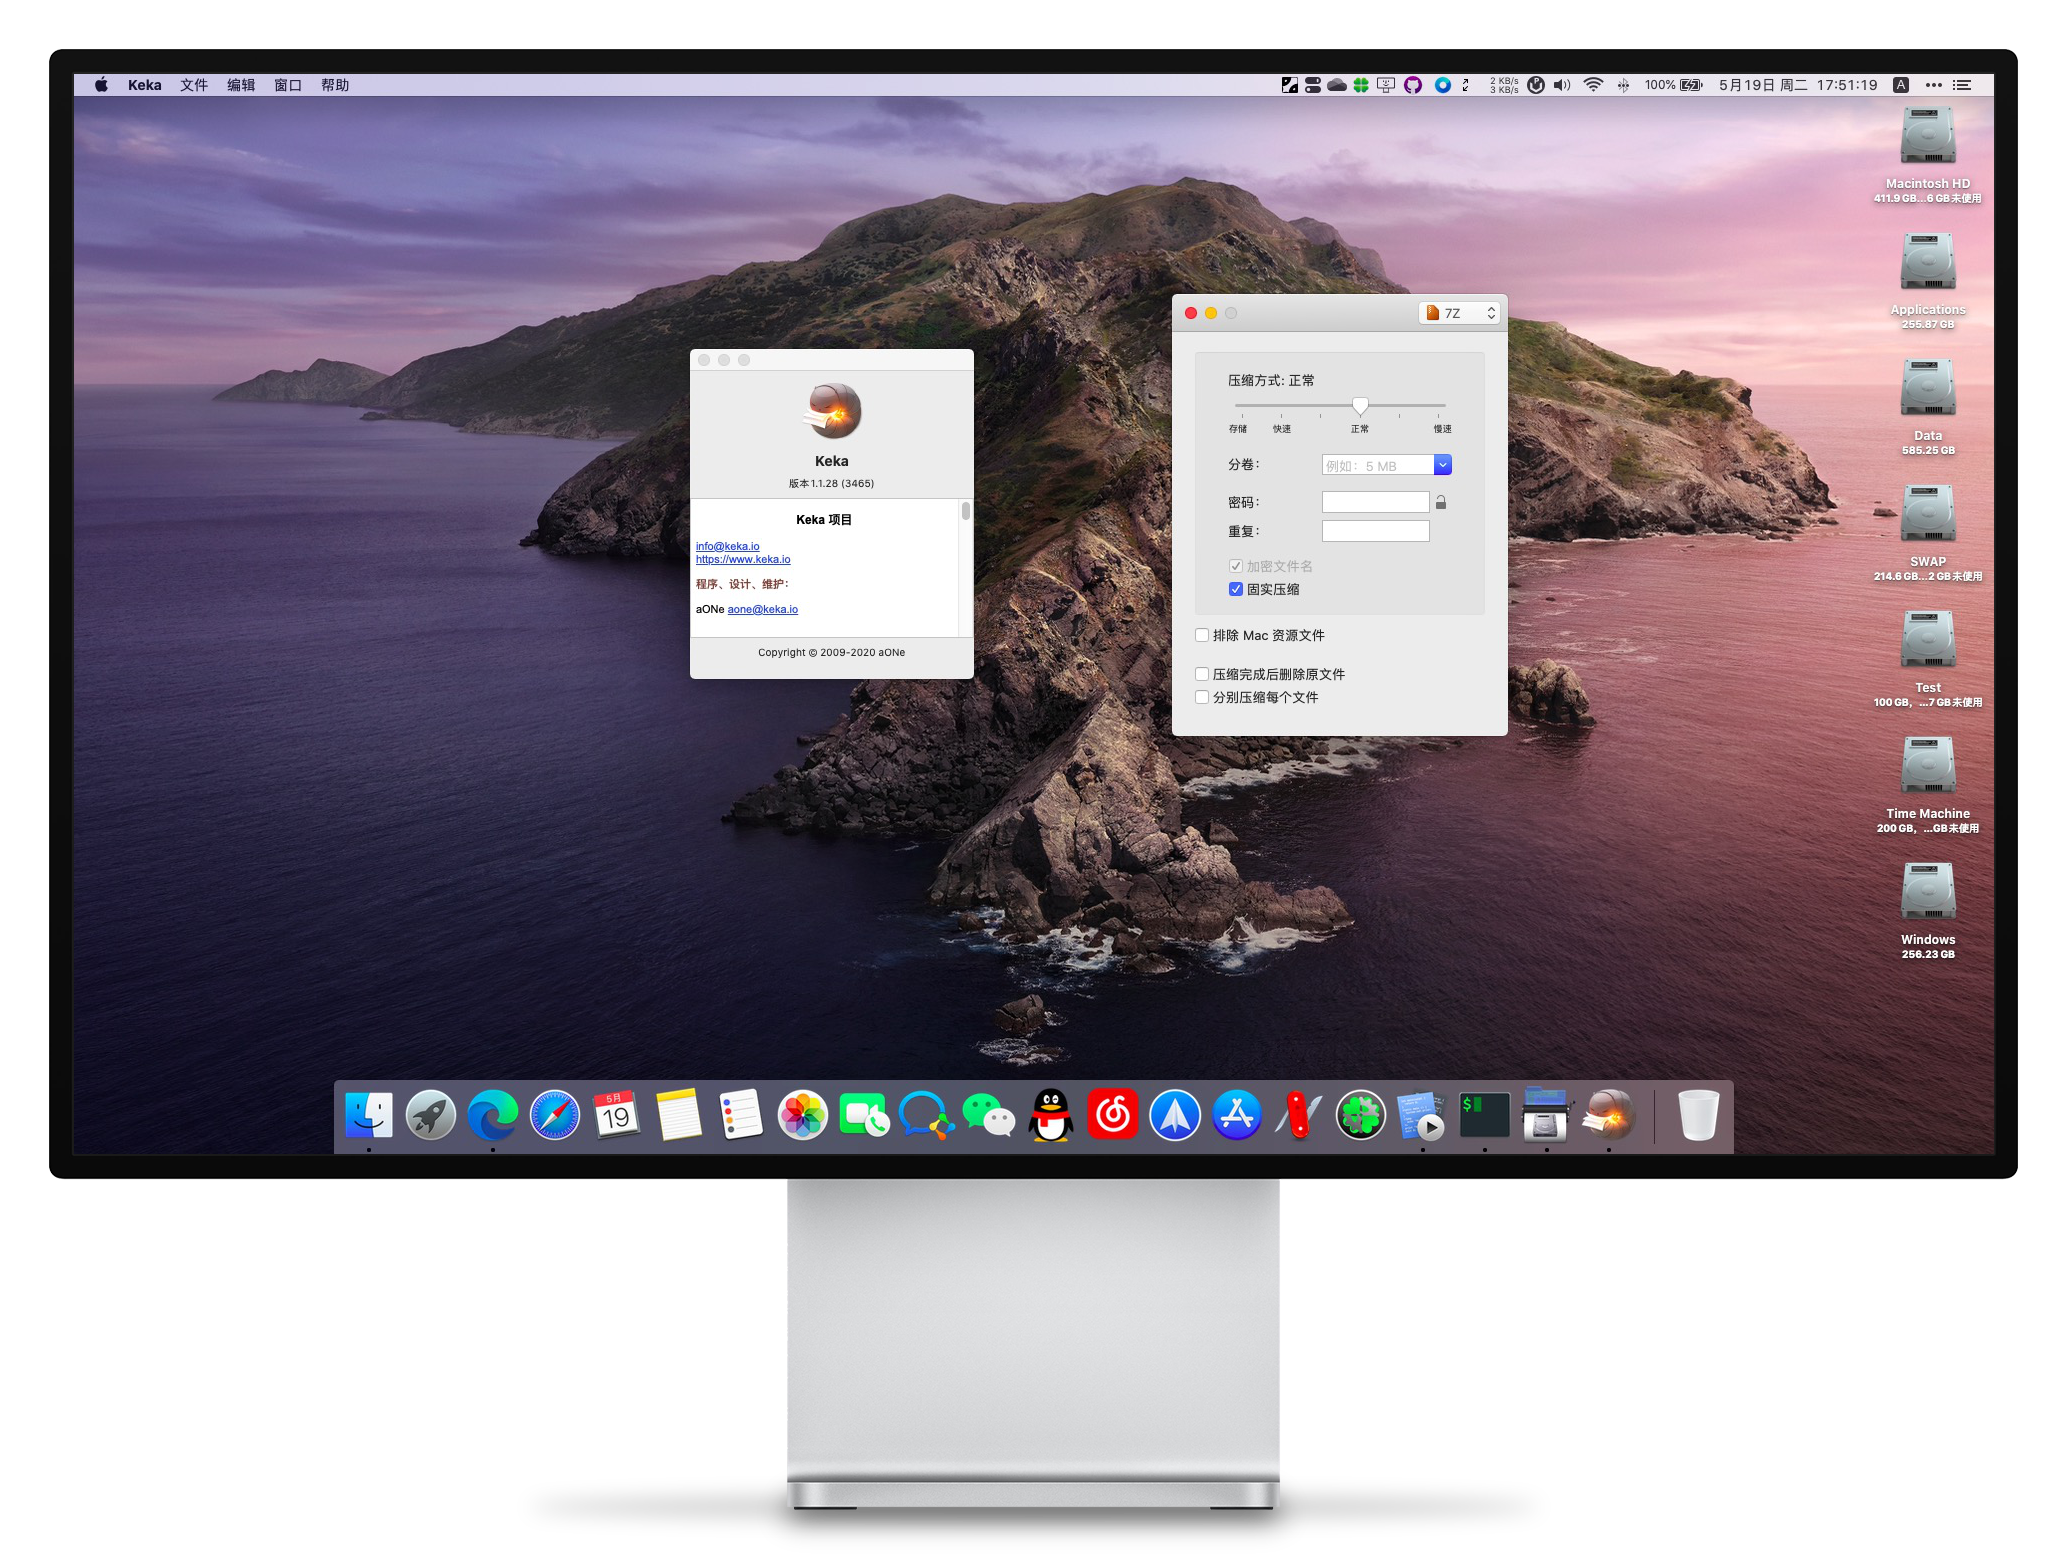 Keka 文件 编辑 窗口 帮助
2 KB/s
3 KB/s
100%
5月19日 周二 17:51:19
A
Keka
版本 1.1.28 (3465)
Keka 项目
info@keka.io
https://www.keka.io
程序、设计、维护：
aONe aone@keka.io
Copyright © 2009-2020 aONe
7Z
压缩方式: 正常
存储 快速 正常 慢速
分卷： 例如：5 MB
密码：
重复：
加密文件名
固实压缩
排除 Mac 资源文件
压缩完成后删除原文件
分别压缩每个文件
Macintosh HD
411.9 GB...6 GB未使用
Applications
255.87 GB
Data
585.25 GB
SWAP
214.6 GB...2 GB未使用
Test
100 GB，...7 GB未使用
Time Machine
200 GB，...GB未使用
Windows
256.23 GB
5月
19
$